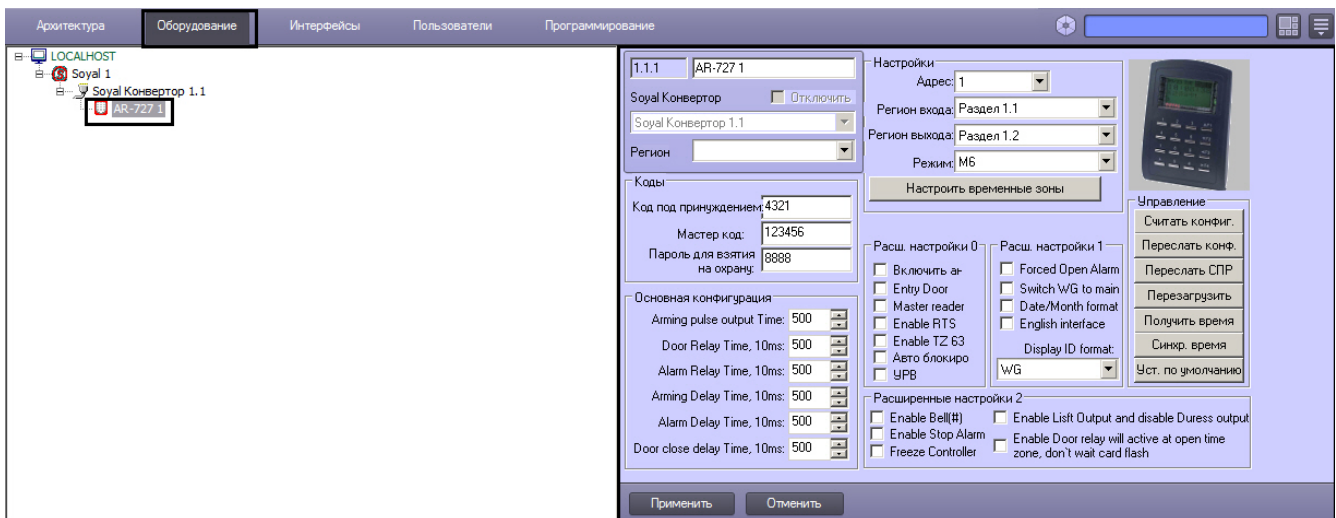 Архитектура Оборудование Интерфейсы Пользователи Программирование
LOCALHOST
Soyal 1
Soyal Конвертор 1.1
AR-727 1
1.1.1 AR-727 1
Soyal Конвертор Отключить
Soyal Конвертор 1.1
Регион
Коды
Код под принуждением: 4321
Мастер код: 123456
Пароль для взятия
на охрану: 8888
Основная конфигурация
Arming pulse output Time: 500
Door Relay Time, 10ms: 500
Alarm Relay Time, 10ms: 500
Arming Delay Time, 10ms: 500
Alarm Delay Time, 10ms: 500
Door close delay Time, 10ms: 500
Настройки
Адрес: 1
Регион входа: Раздел 1.1
Регион выхода: Раздел 1.2
Режим: M6
Настроить временные зоны
Расш. настройки 0
Включить ан
Entry Door
Master reader
Enable RTS
Enable TZ 63
Авто блокиро
УРВ
Расш. настройки 1
Forced Open Alarm
Switch WG to main
Date/Month format
English interface
Display ID format:
WG
Управление
Считать конфиг.
Переслать конф.
Переслать СПР
Перезагрузить
Получить время
Синхр. время
Уст. по умолчанию
Расширенные настройки 2
Enable Bell(#)
Enable Stop Alarm
Freeze Controller
Enable Lisft Output and disable Duress output
Enable Door relay will active at open time
zone, don`t wait card flash
Применить Отменить